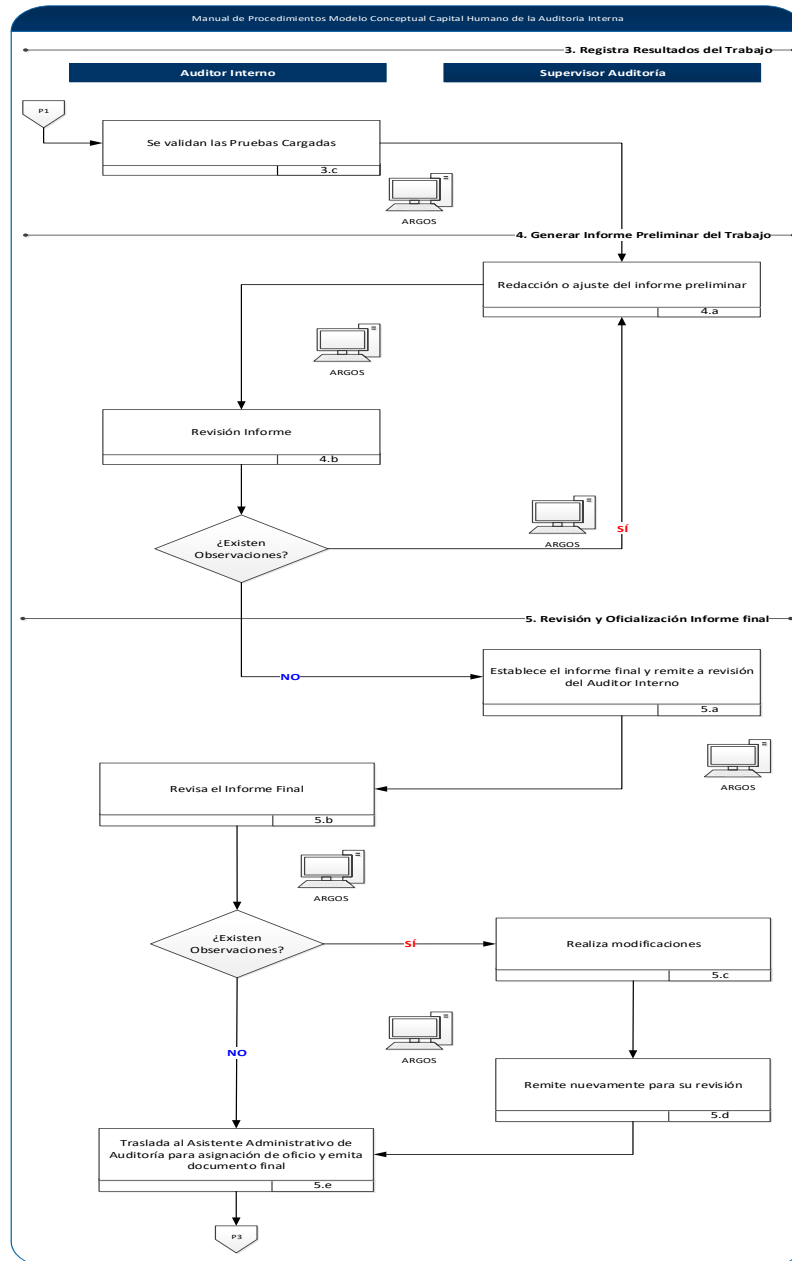 Manual de Procedimientos Modelo Conceptual Capital Humano de la Auditoria Interna
3. Registra Resultados del Trabajo
Auditor Interno
Supervisor Auditoría
P1
Se validan las Pruebas Cargadas
3.c
ARGOS
4. Generar Informe Preliminar del Trabajo
Redacción o ajuste del informe preliminar
4.a
ARGOS
Revisión Informe
4.b
¿Existen
Observaciones?
ARGOS
SÍ
5. Revisión y Oficialización Informe final
NO
Establece el informe final y remite a revisión
del Auditor Interno
5.a
ARGOS
Revisa el Informe Final
5.b
ARGOS
¿Existen
Observaciones?
SÍ
Realiza modificaciones
5.c
ARGOS
NO
Remite nuevamente para su revisión
5.d
Traslada al Asistente Administrativo de
Auditoría para asignación de oficio y emita
documento final
5.e
P3